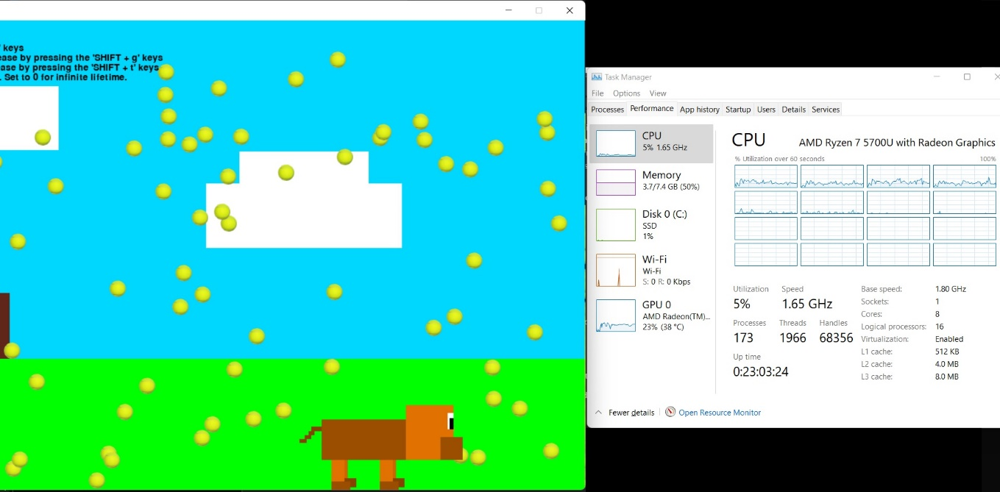 ' keys
ease by pressing the 'SHIFT + g' keys
ase by pressing the 'SHIFT + t' keys
. Set to 0 for infinite lifetime.
Task Manager
File Options View
Processes Performance App history Startup Users Details Services
CPU
5% 1.65 GHz
Memory
3.7/7.4 GB (50%)
Disk 0 (C:)
SSD
1%
Wi-Fi
Wi-Fi
S: 0 R: 0 Kbps
GPU 0
AMD Radeon(TM)...
23% (38 °C)
CPU AMD Ryzen 7 5700U with Radeon Graphics
% Utilization over 60 seconds 100%
Utilization Speed
5% 1.65 GHz
Processes Threads Handles
173 1966 68356
Up time
0:23:03:24
Base speed: 1.80 GHz
Sockets: 1
Cores: 8
Logical processors: 16
Virtualization: Enabled
L1 cache: 512 KB
L2 cache: 4.0 MB
L3 cache: 8.0 MB
Fewer details Open Resource Monitor